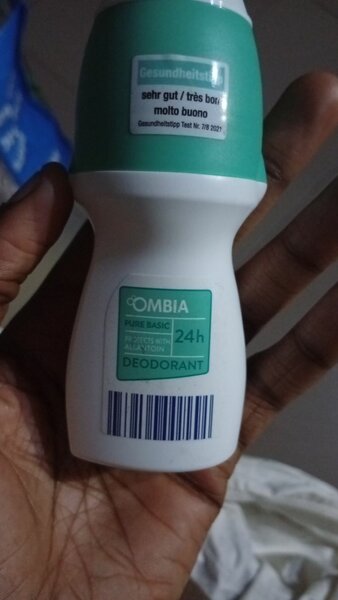 Gesundheitstipp
sehr gut / très bon
molto buono
Gesundheitstipp Test Nr. 7/8 2021
OMBIA
PURE BASIC
PROTECTS WITH
ALLANTOIN
24h
DEODORANT